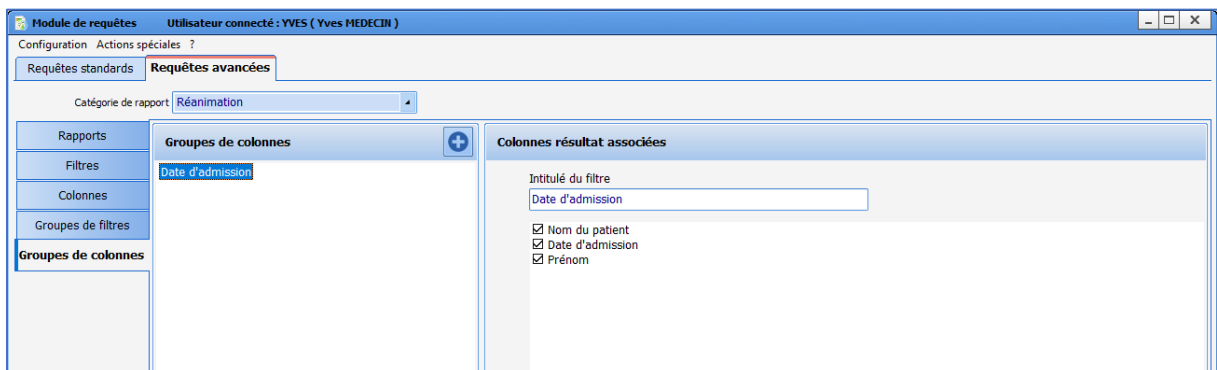 Module de requêtes Utilisateur connecté : YVES ( Yves MEDECIN )
Configuration Actions spéciales ?
Requêtes standards Requêtes avancées
Catégorie de rapport Réanimation
Rapports
Filtres
Colonnes
Groupes de filtres
Groupes de colonnes
Groupes de colonnes
Date d'admission
Colonnes résultat associées
Intitulé du filtre
Date d'admission
Nom du patient
Date d'admission
Prénom